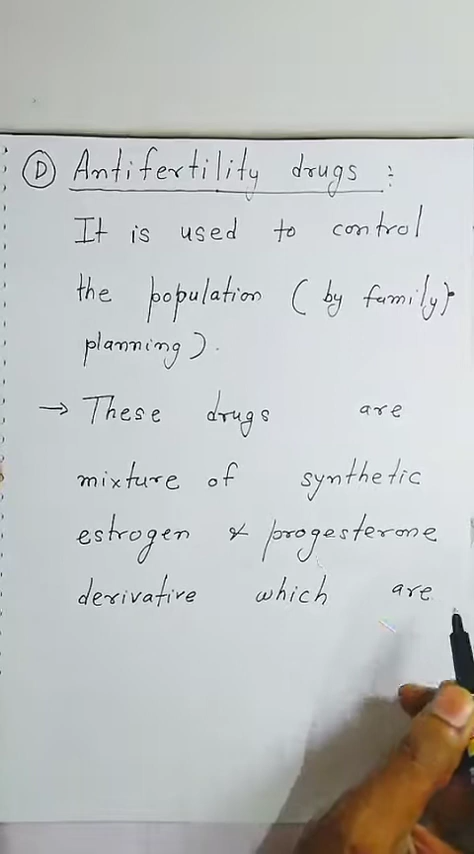 Ⓓ Antifertility drugs :
It is used to control
the population ( by family)
planning).
→ These drugs are
mixture of synthetic
estrogen & progesterone
derivative which are